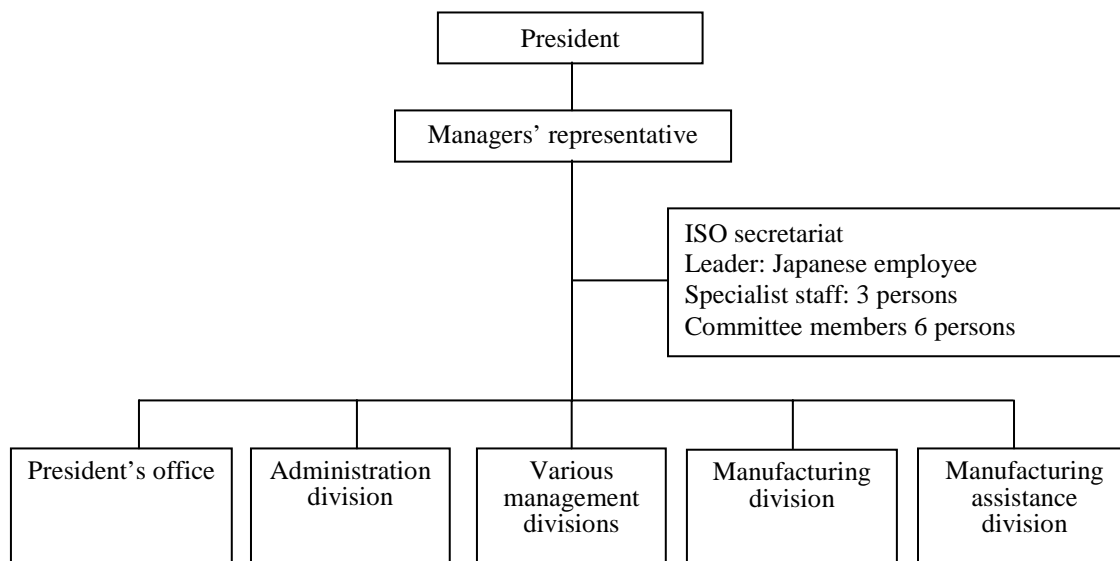 President
Managers’ representative
ISO secretariat
Leader: Japanese employee
Specialist staff: 3 persons
Committee members 6 persons
President’s office
Administration
division
Various
management
divisions
Manufacturing
division
Manufacturing
assistance
division